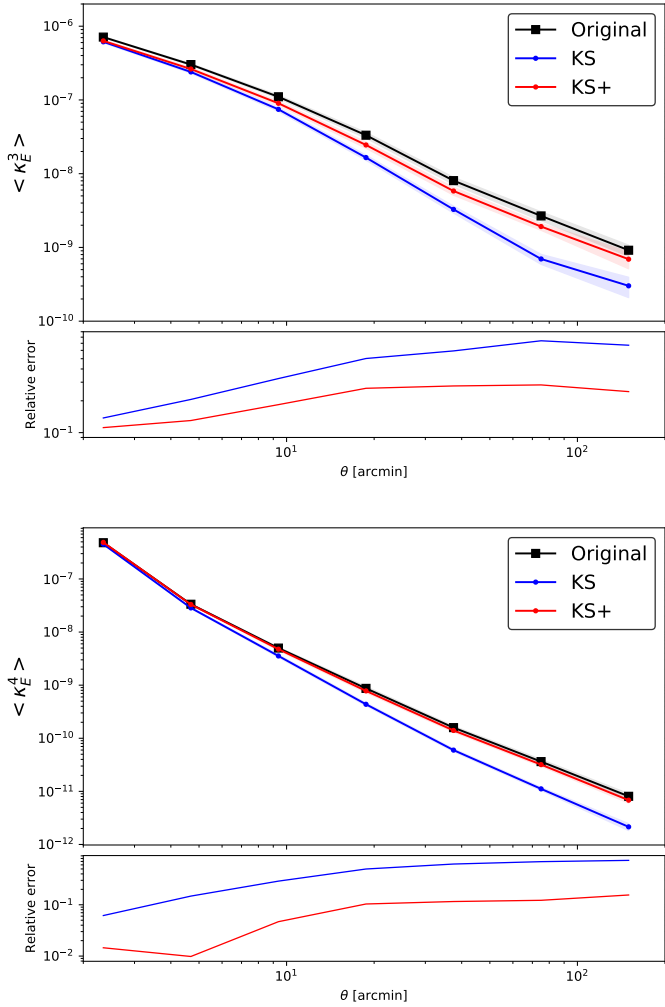 10⁻⁶
10⁻⁷
10⁻⁸
10⁻⁹
10⁻¹⁰
< κ_E^3 >
Original
KS
KS+
Relative error
10⁻¹
10¹
10²
θ [arcmin]
10⁻⁷
10⁻⁸
10⁻⁹
10⁻¹⁰
10⁻¹¹
10⁻¹²
< κ_E^4 >
Original
KS
KS+
Relative error
10⁻¹
10⁻²
10¹
10²
θ [arcmin]